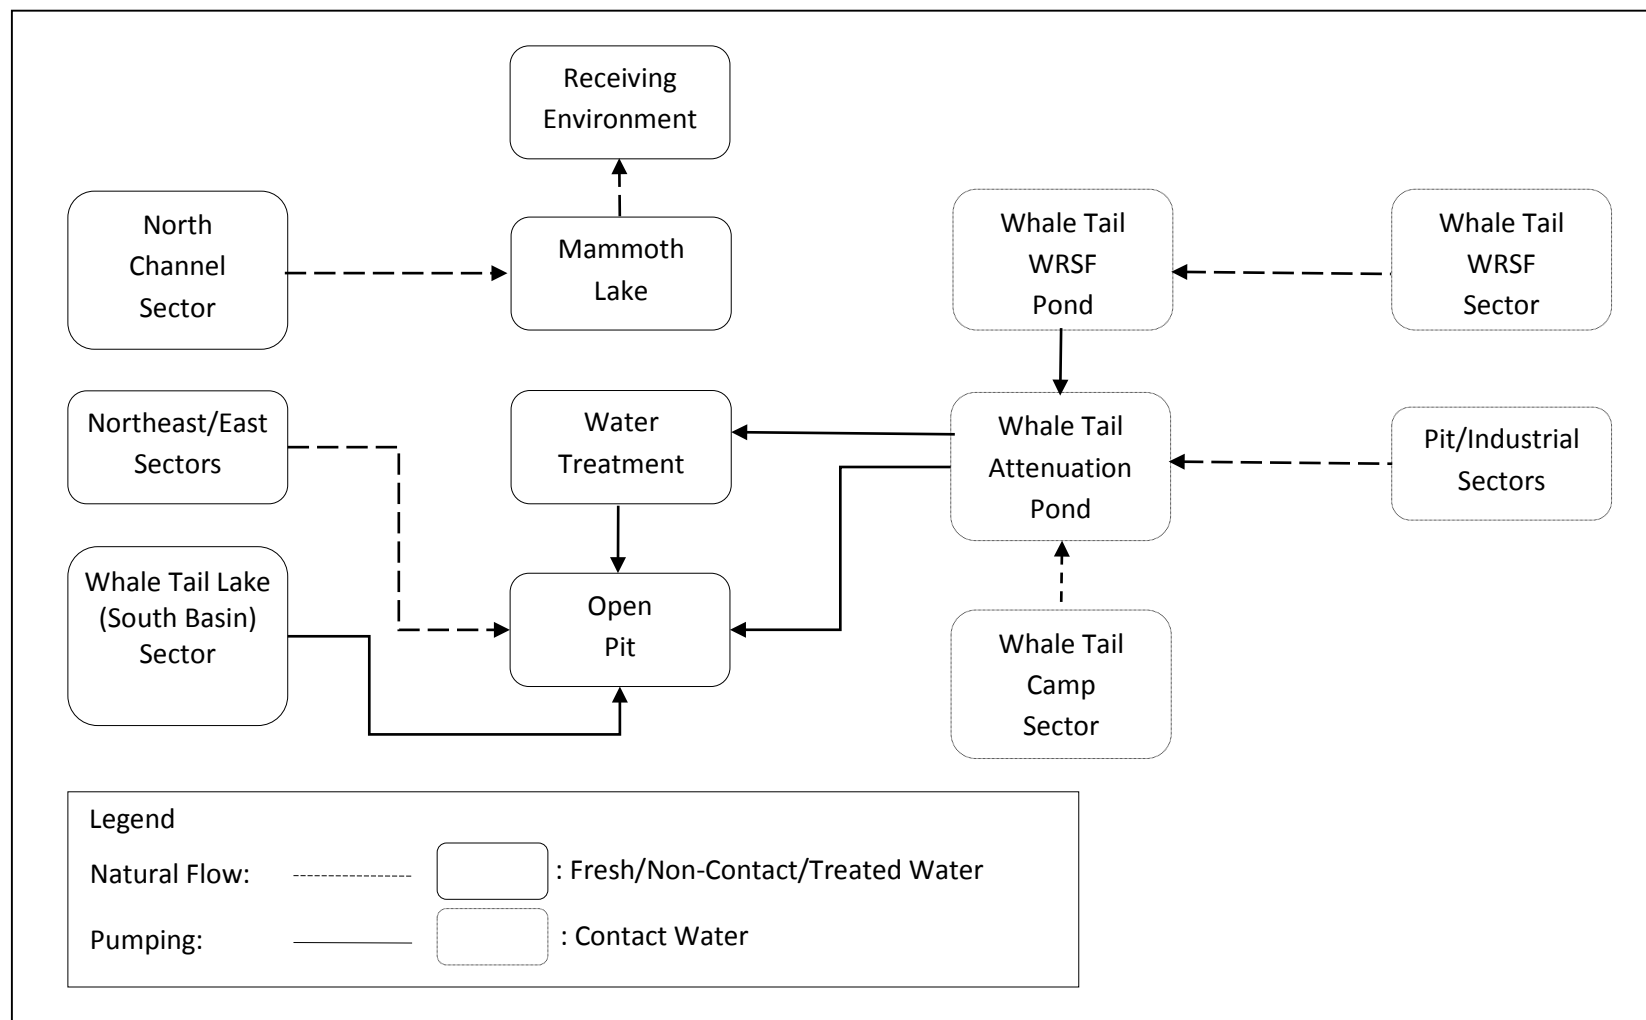 Receiving
Environment
North
Channel
Sector
Mammoth
Lake
Whale Tail
WRSF
Pond
Whale Tail
WRSF
Sector
Northeast/East
Sectors
Water
Treatment
Whale Tail
Attenuation
Pond
Pit/Industrial
Sectors
Whale Tail Lake
(South Basin)
Sector
Open
Pit
Whale Tail
Camp
Sector
Legend
Natural Flow: : Fresh/Non-Contact/Treated Water
Pumping: : Contact Water